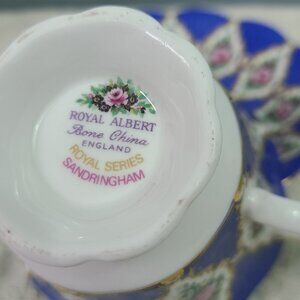 ROYAL ALBERT
Bone China
ENGLAND
ROYAL SERIES
SANDRINGHAM